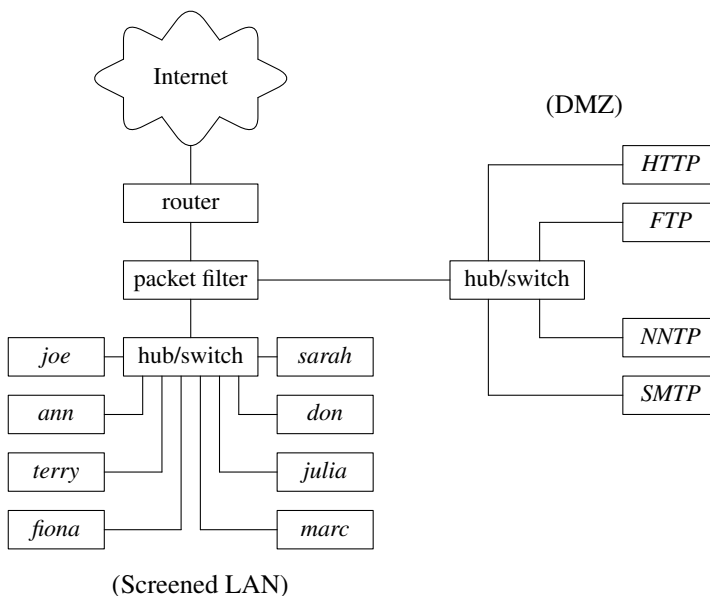 Internet
(DMZ)
HTTP
router
FTP
packet filter
hub/switch
joe
hub/switch
sarah
NNTP
ann
don
SMTP
terry
julia
fiona
marc
(Screened LAN)